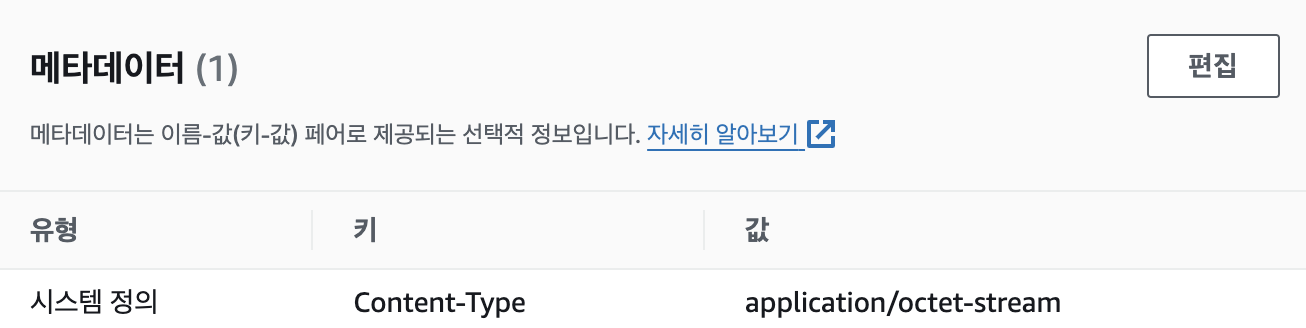 메타데이터 (1)
편집
메타데이터는 이름-값(키-값) 페어로 제공되는 선택적 정보입니다. 자세히 알아보기
유형 키 값
시스템 정의 Content-Type application/octet-stream